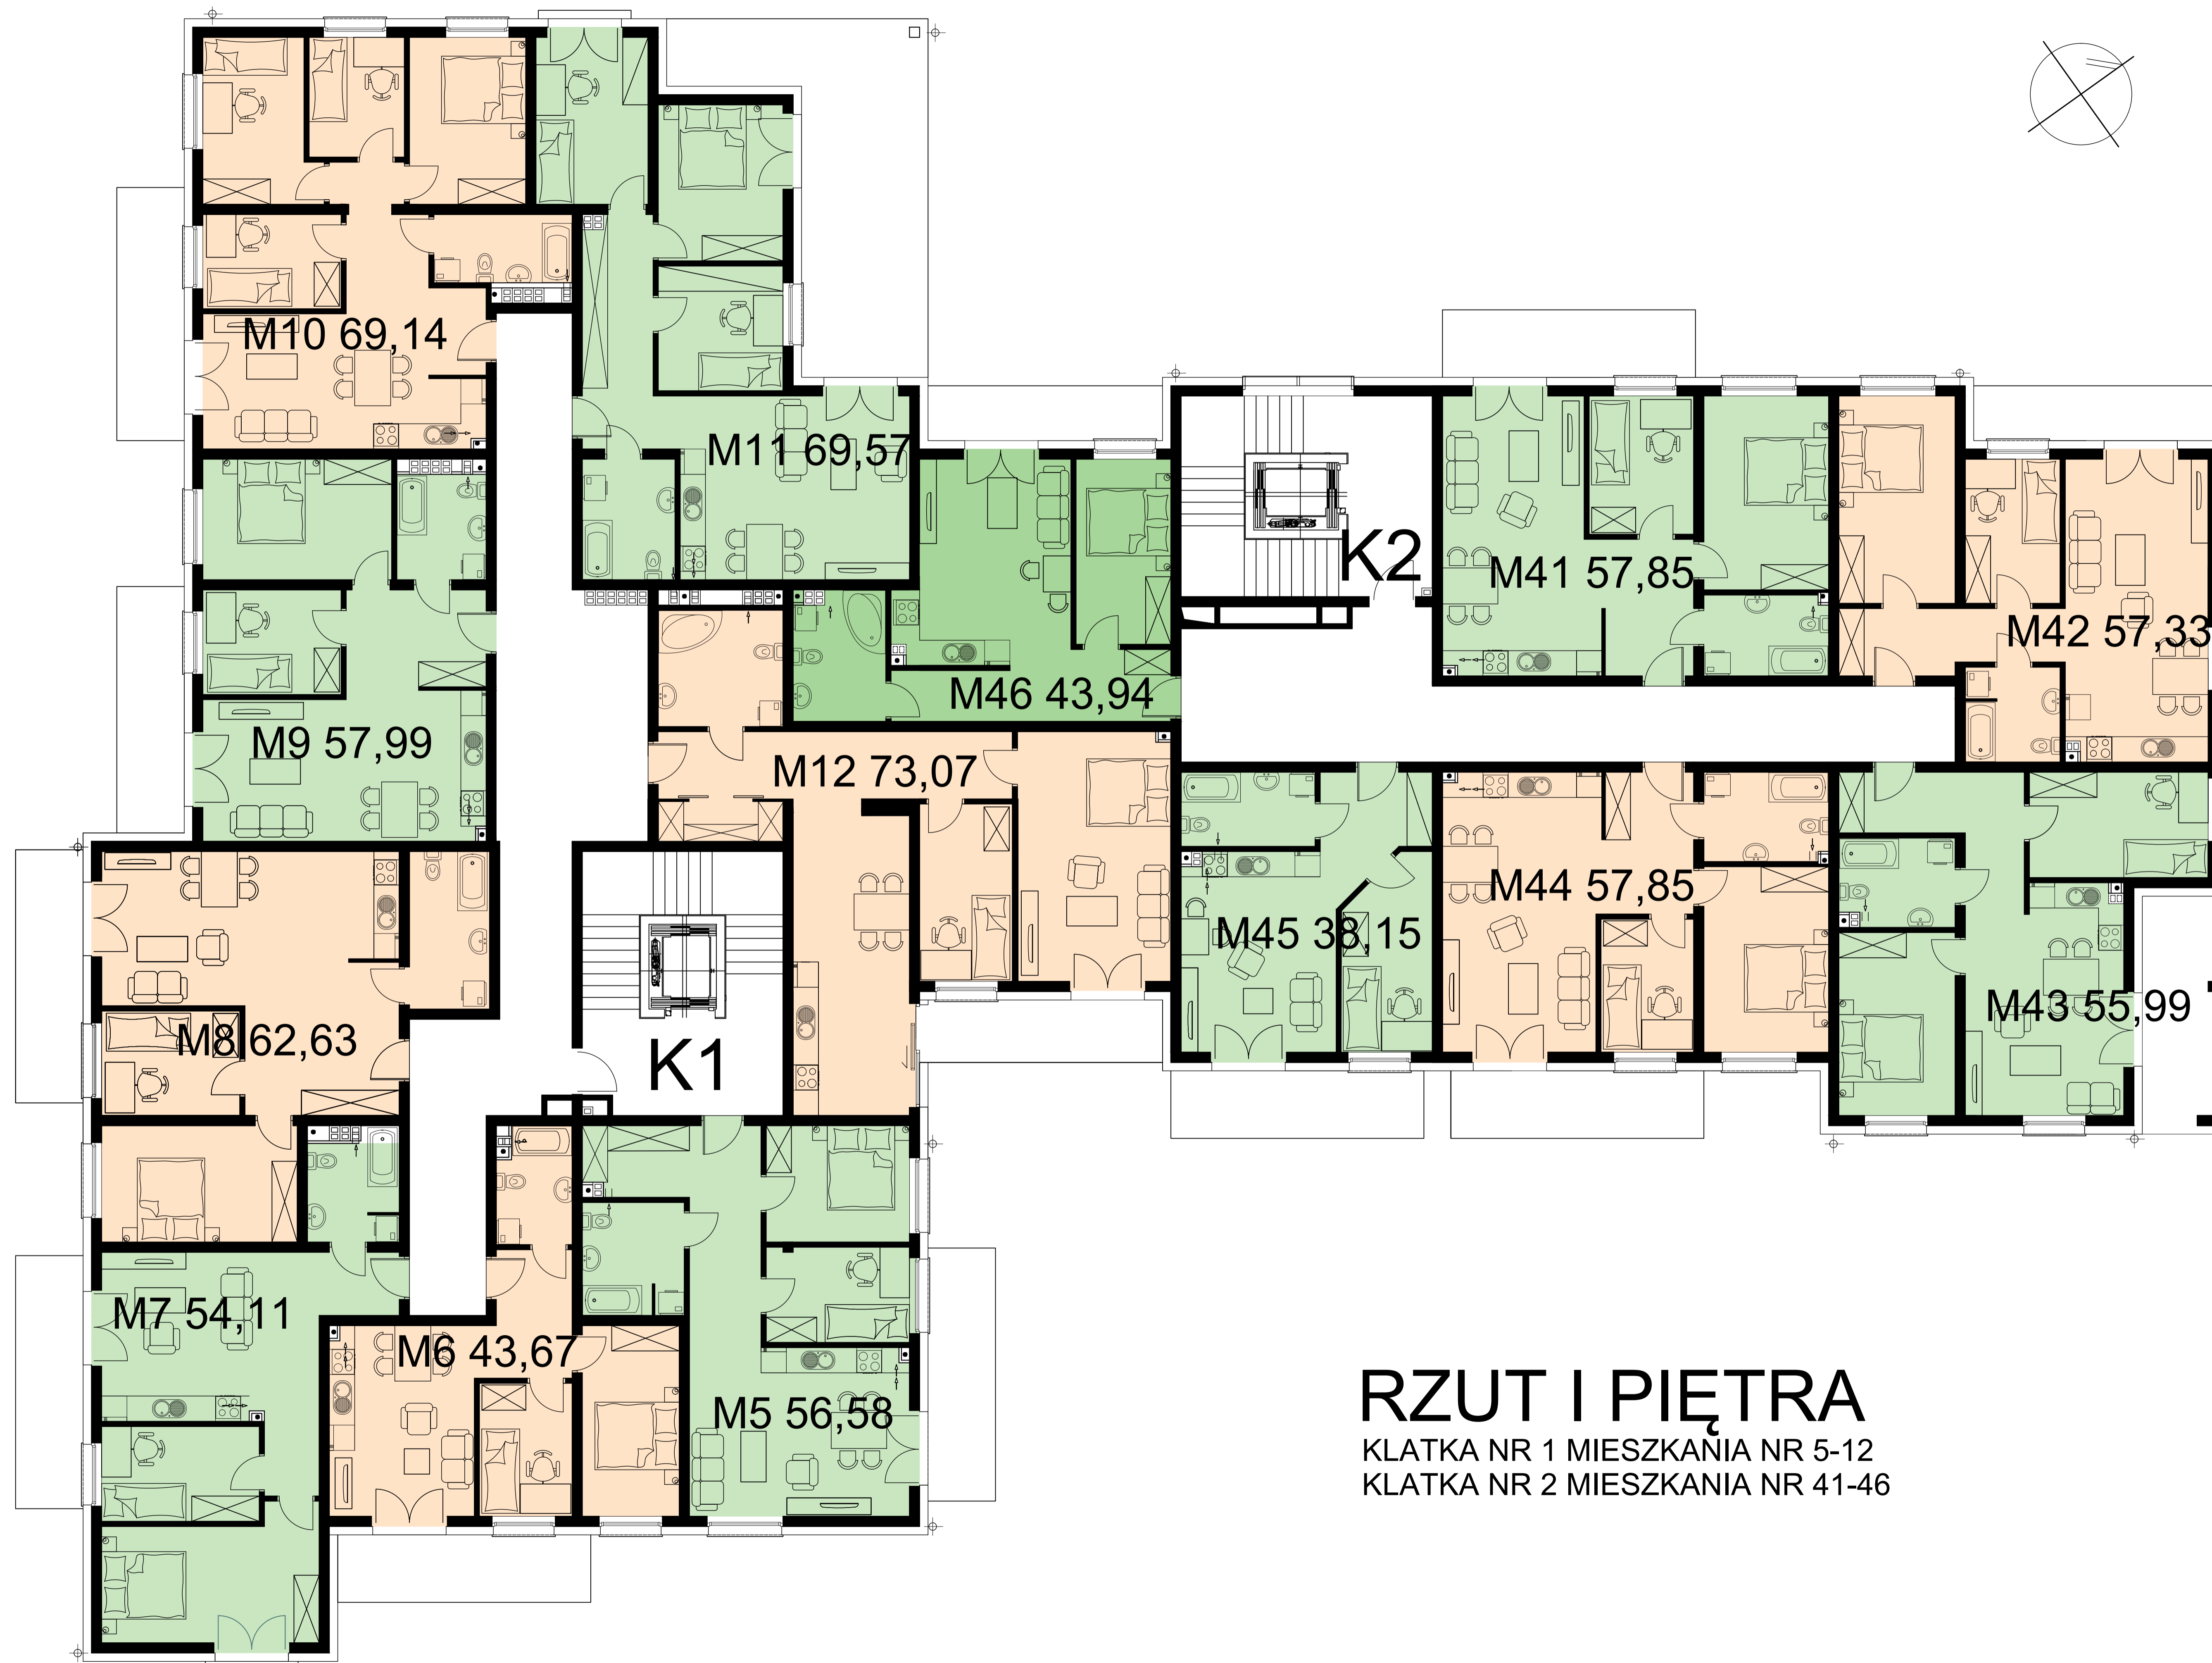 M10 69,14
M11 69,57
K2
M41 57,85
M42 57,33
M46 43,94
M9 57,99
M12 73,07
M44 57,85
M45 38,15
M43 55,99
M8 62,63
K1
M7 54,11
M6 43,67
M5 56,58
RZUT I PIĘTRA
KLATKA NR 1 MIESZKANIA NR 5-12
KLATKA NR 2 MIESZKANIA NR 41-46